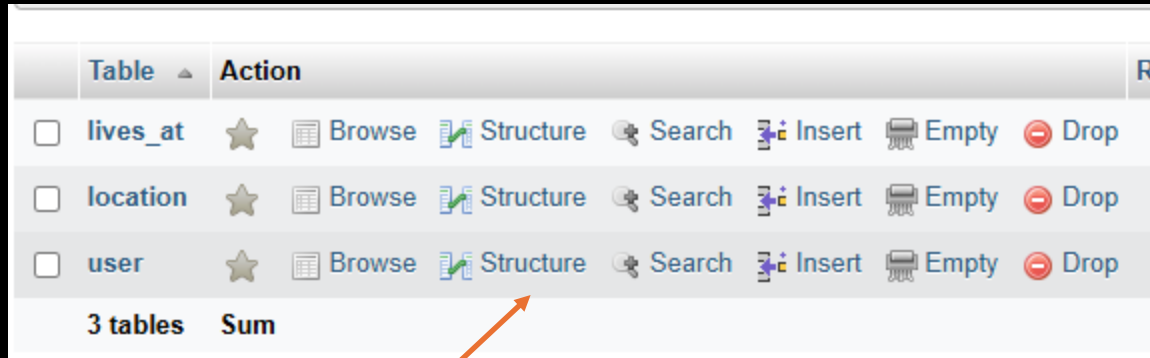 Table Action R
lives_at Browse Structure Search Insert Empty Drop
location Browse Structure Search Insert Empty Drop
user Browse Structure Search Insert Empty Drop
3 tables Sum